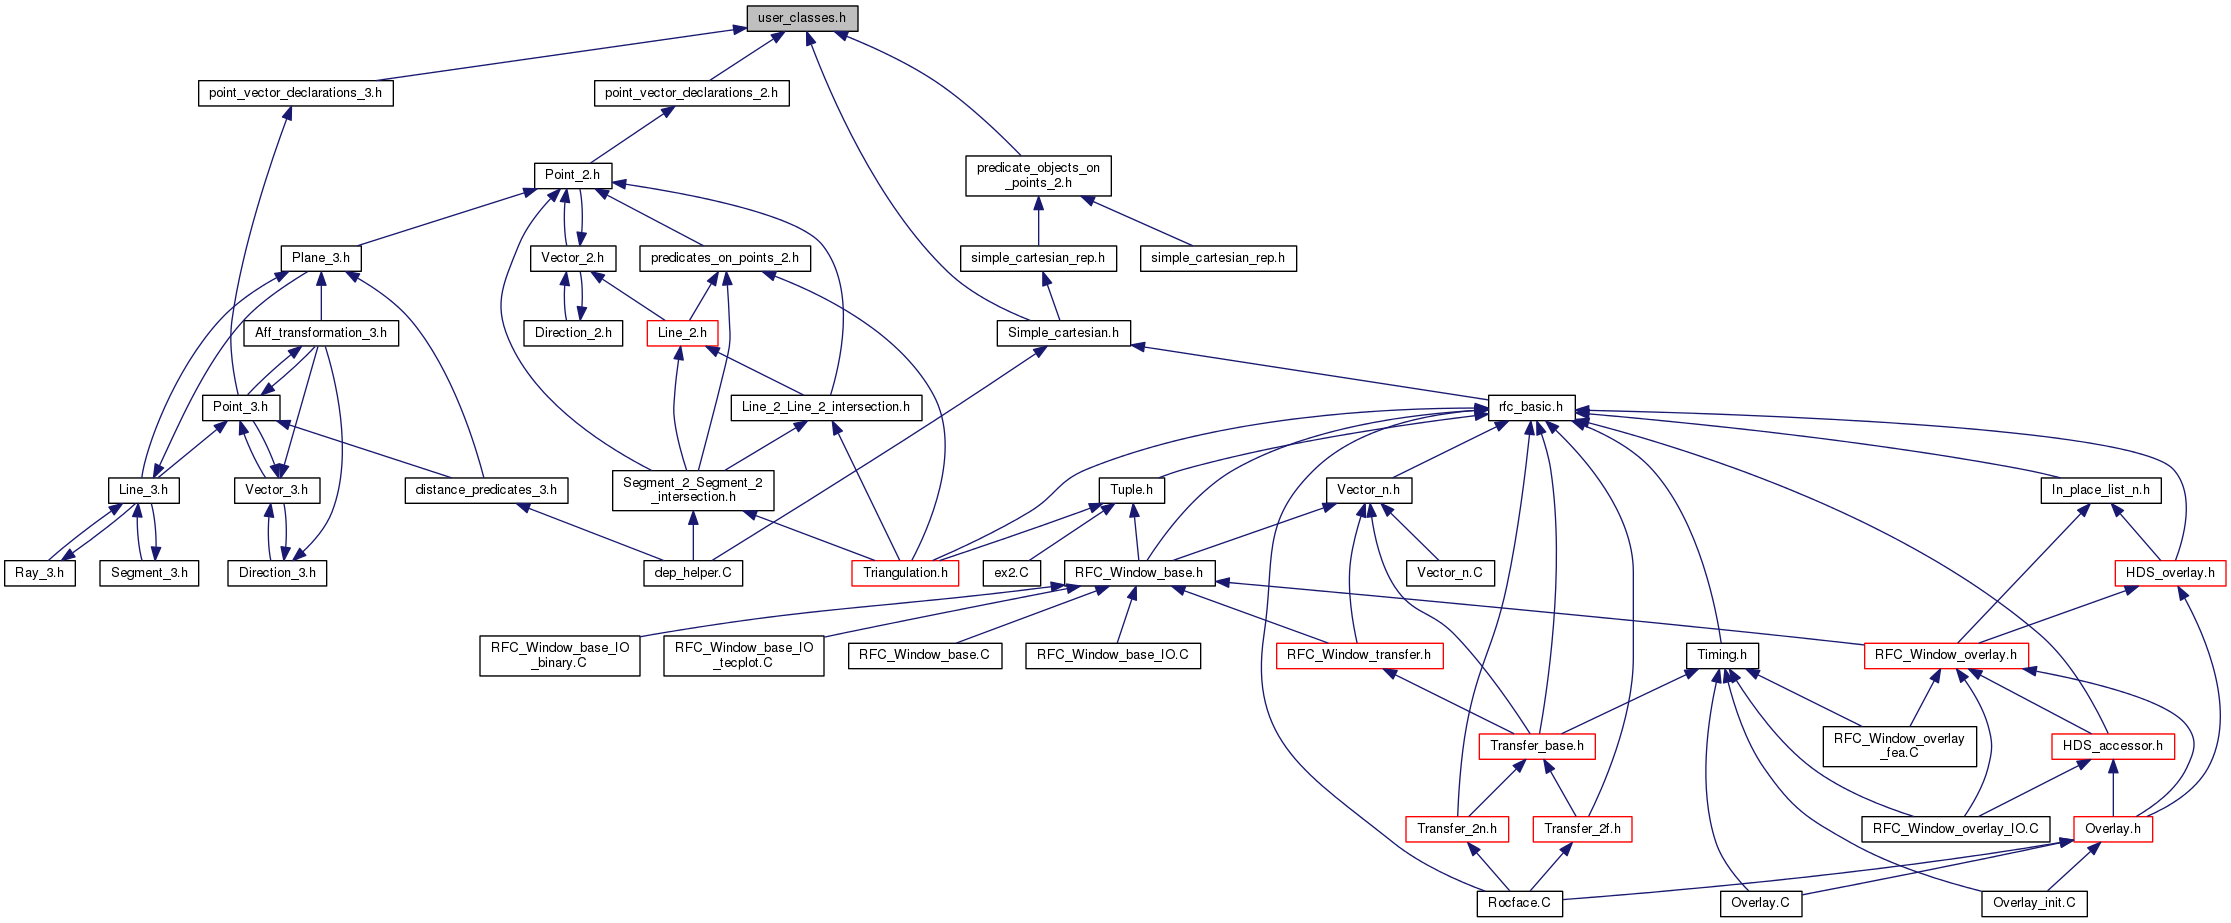 user_classes.h
point_vector_declarations_3.h
point_vector_declarations_2.h
Point_2.h
predicate_objects_on
_points_2.h
Plane_3.h
Vector_2.h
predicates_on_points_2.h
simple_cartesian_rep.h
simple_cartesian_rep.h
Aff_transformation_3.h
Direction_2.h
Line_2.h
Simple_cartesian.h
Point_3.h
Line_2_Line_2_intersection.h
rfc_basic.h
Line_3.h
Vector_3.h
distance_predicates_3.h
Segment_2_Segment_2
_intersection.h
Tuple.h
Vector_n.h
In_place_list_n.h
Ray_3.h
Segment_3.h
Direction_3.h
dep_helper.C
Triangulation.h
ex2.C
RFC_Window_base.h
Vector_n.C
HDS_overlay.h
RFC_Window_base_IO
_binary.C
RFC_Window_base_IO
_tecplot.C
RFC_Window_base.C
RFC_Window_base_IO.C
RFC_Window_transfer.h
Timing.h
RFC_Window_overlay.h
Transfer_base.h
RFC_Window_overlay
_fea.C
HDS_accessor.h
Transfer_2n.h
Transfer_2f.h
RFC_Window_overlay_IO.C
Overlay.h
Rocface.C
Overlay.C
Overlay_init.C